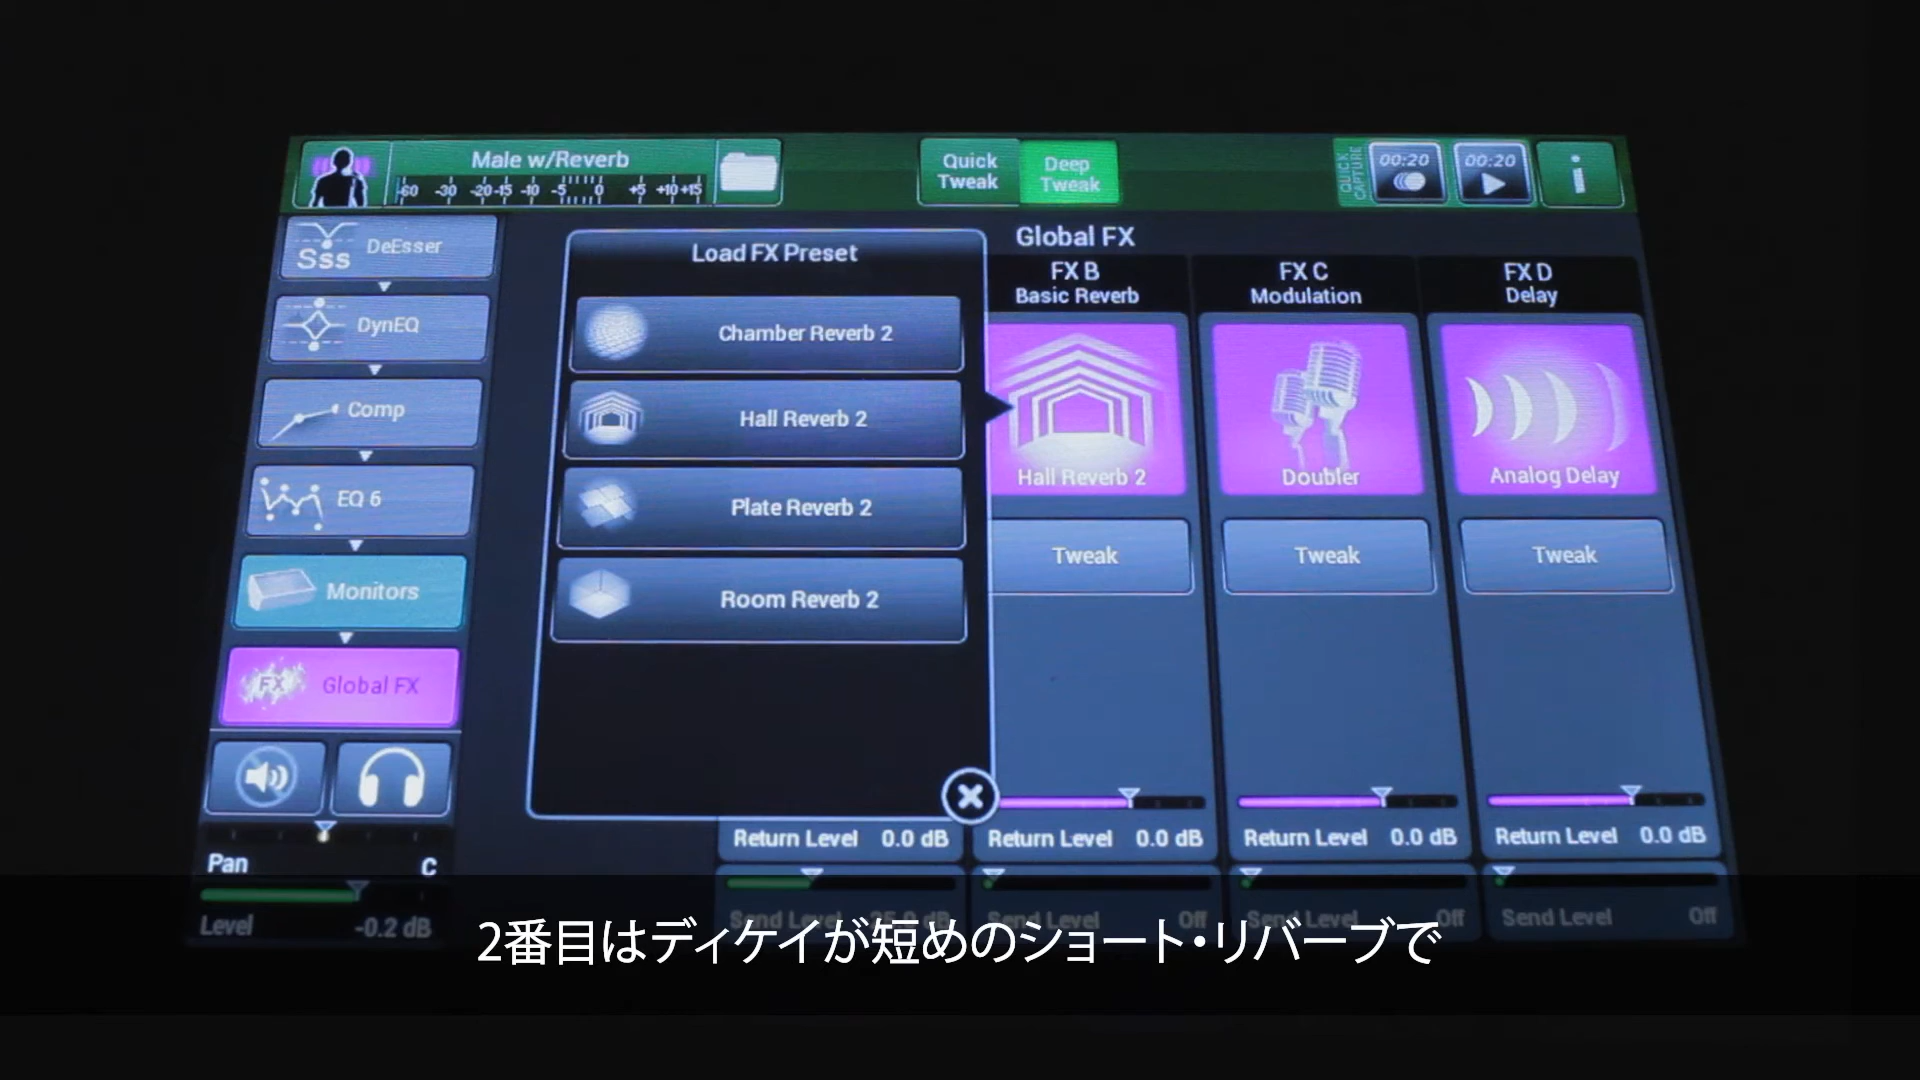 Male w/Reverb
-60 -30 -20 -15 -10 -5 0 +5 +10 +15
Quick Tweak
Deep Tweak
QUICK CAPTURE
00:20
00:20
i
DeEsser
Sss
DynEQ
Comp
EQ 6
Monitors
FX Global FX
Pan C
Level -0.2 dB
Load FX Preset
Chamber Reverb 2
Hall Reverb 2
Plate Reverb 2
Room Reverb 2
Global FX
FX B
Basic Reverb
Hall Reverb 2
Tweak
FX C
Modulation
Doubler
Tweak
FX D
Delay
Analog Delay
Tweak
Return Level 0.0 dB
Return Level 0.0 dB
Return Level 0.0 dB
Return Level 0.0 dB
Send Level
Send Level Off
Send Level Off
Send Level Off
2番目はディケイが短めのショート・リバーブで